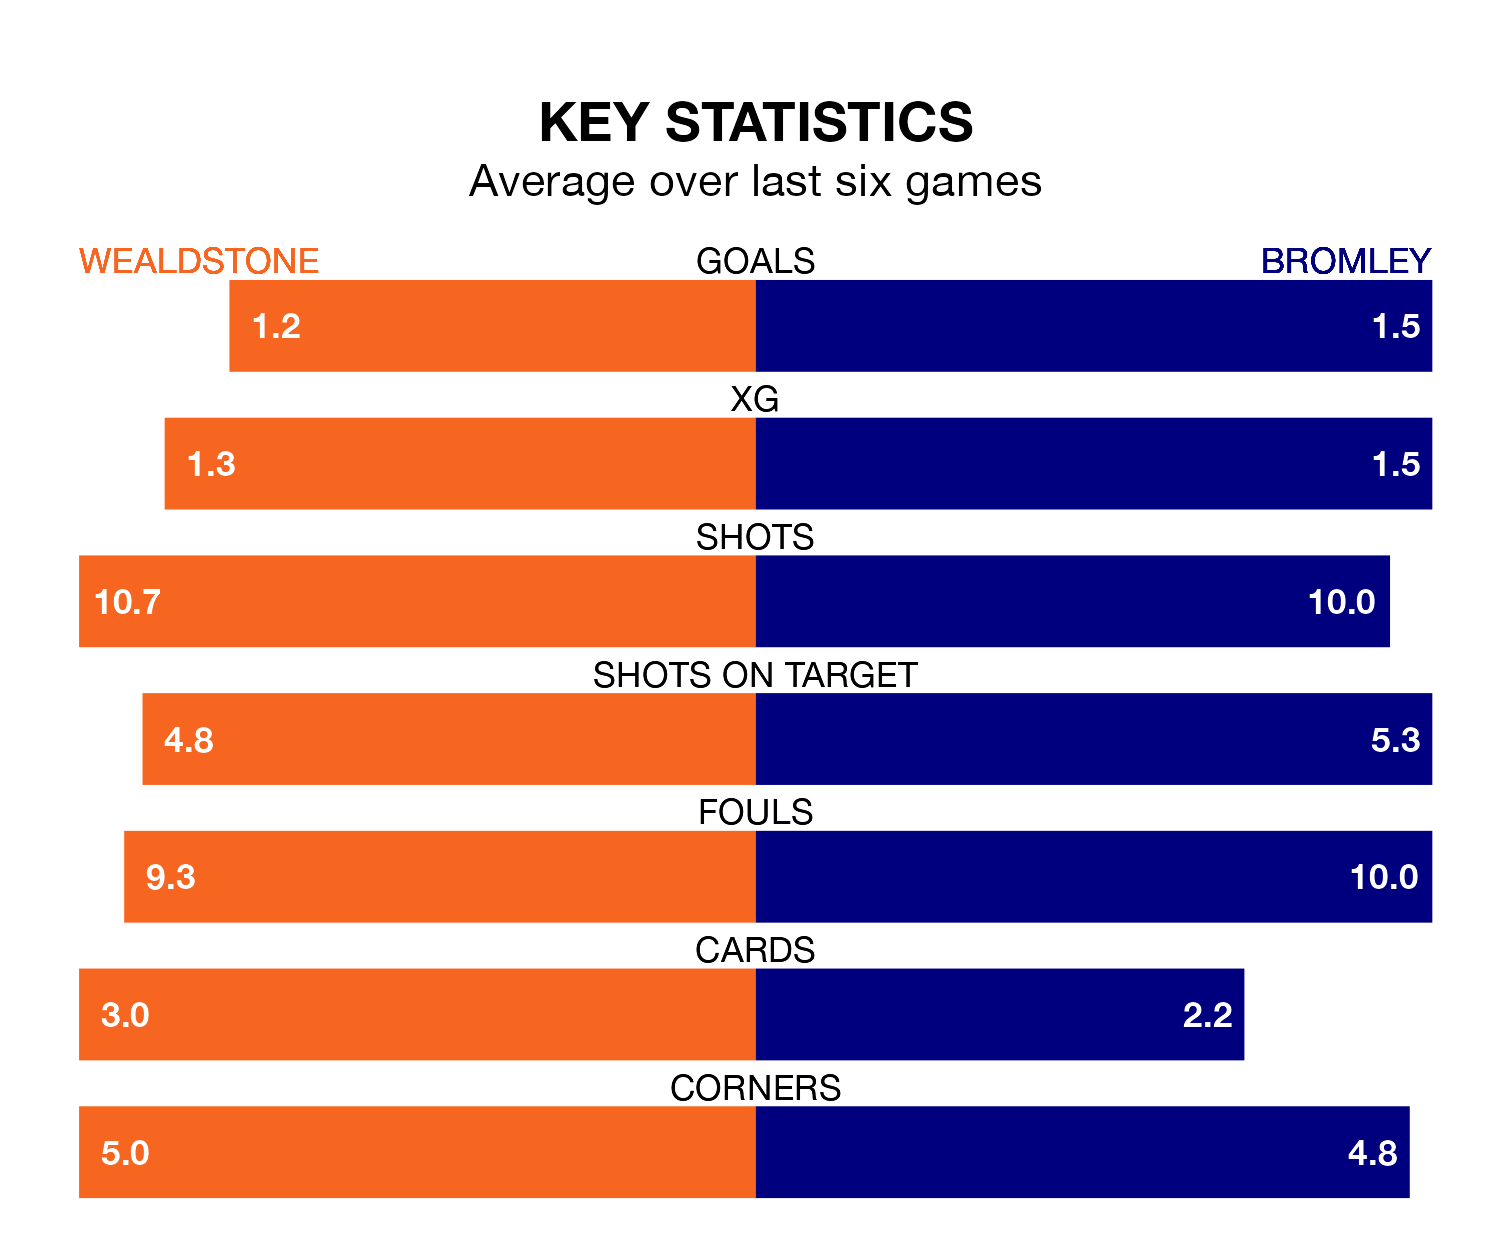 KEY STATISTICS
Average over last six games
WEALDSTONE GOALS BROMLEY
1.2 1.5
XG
1.3 1.5
SHOTS
10.7 10.0
SHOTS ON TARGET
4.8 5.3
FOULS
9.3 10.0
CARDS
3.0 2.2
CORNERS
5.0 4.8